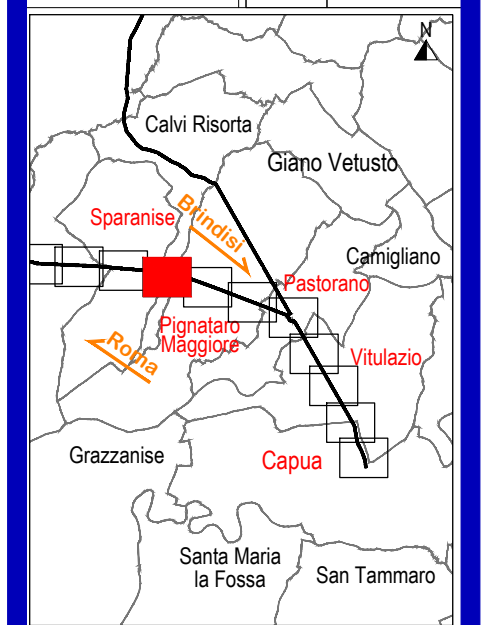 N
Calvi Risorta
Giano Vetusto
Sparanise
Brindisi
Camigliano
Pastorano
Pignataro
Maggiore
Roma
Vitulazio
Grazzanise
Capua
Santa Maria
la Fossa
San Tammaro